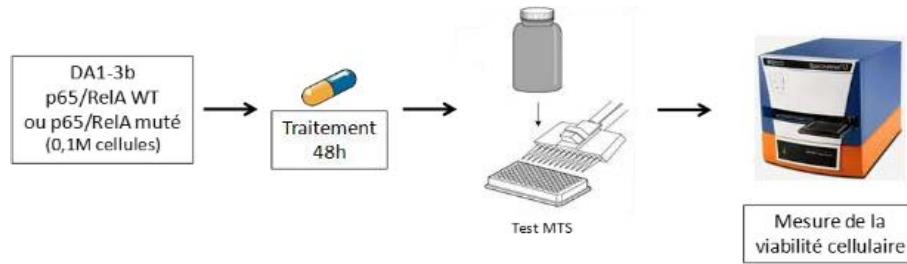 DA1-3b
p65/RelA WT
ou p65/RelA muté
(0,1M cellules)
Traitement
48h
Test MTS
Mesure de la
viabilité cellulaire